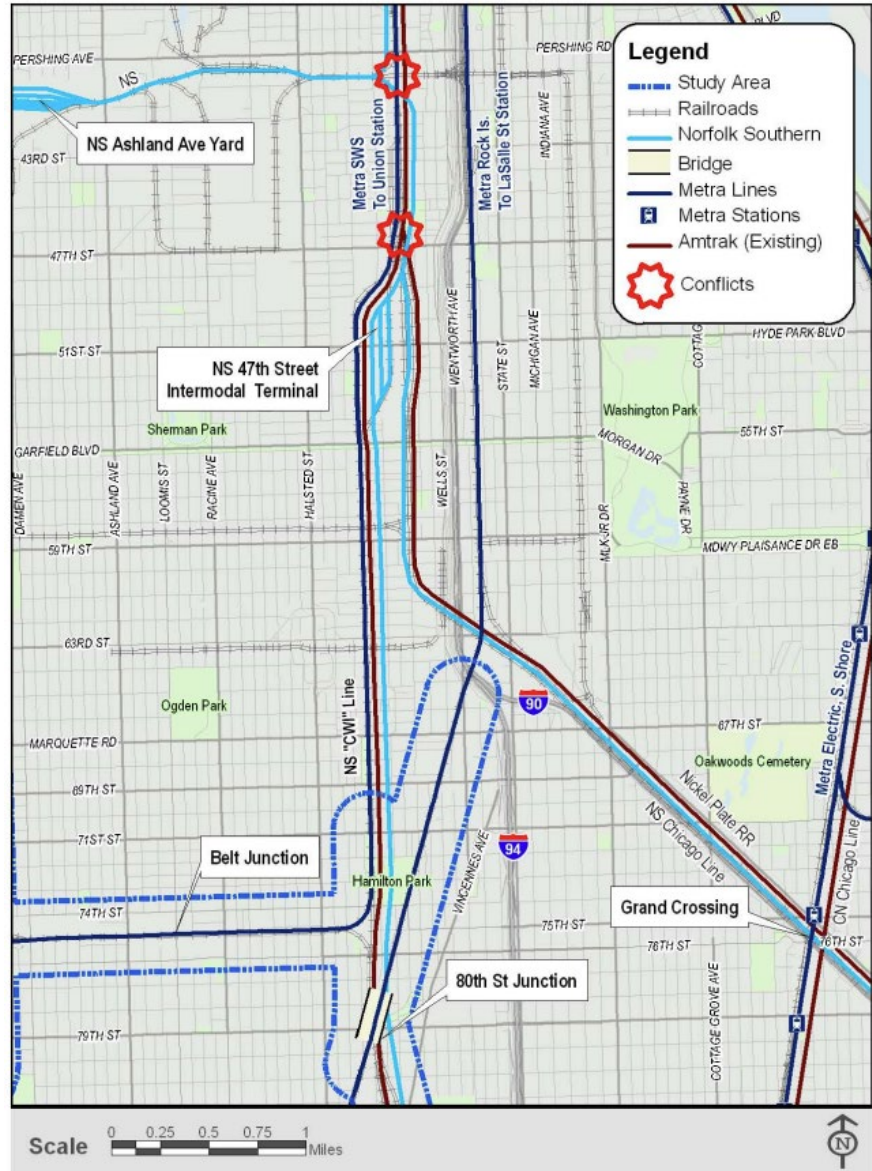 BLVD
PERSHING AVE
PERSHING RD
NS
NS Ashland Ave Yard
43RD ST
Metra SWS
To Union Station
Metra Rock Is.
To LaSalle St Station
INDIANA AVE
Legend
Study Area
Railroads
Norfolk Southern
Bridge
Metra Lines
Metra Stations
Amtrak (Existing)
Conflicts
47TH ST
WENTWORTH AVE
STATE ST
MICHIGAN AVE
COTTAG
HYDE PARK BLVD
51ST ST
NS 47th Street
Intermodal Terminal
Washington Park
Sherman Park
MORGAN DR
55TH ST
GARFIELD BLVD
DAMEN AVE
ASHLAND AVE
LOOMIS ST
RACINE AVE
HALSTED ST
WELLS ST
MLK JR DR
PAYNE DR
59TH ST
MDWY PLAISANCE DR EB
63RD ST
Ogden Park
NS "CWI" Line
90
67TH ST
MARQUETTE RD
Oakwoods Cemetery
Metra Electric, S. Shore
69TH ST
Nickel Plate RR
NS Chicago Line
CN Chicago Line
71ST ST
94
VINCENNES AVE
Belt Junction
Hamilton Park
Grand Crossing
74TH ST
75TH ST
76TH ST
76TH ST
80th St Junction
COTTAGE GROVE AVE
79TH ST
Scale
0 0.25 0.5 0.75 1
Miles
N